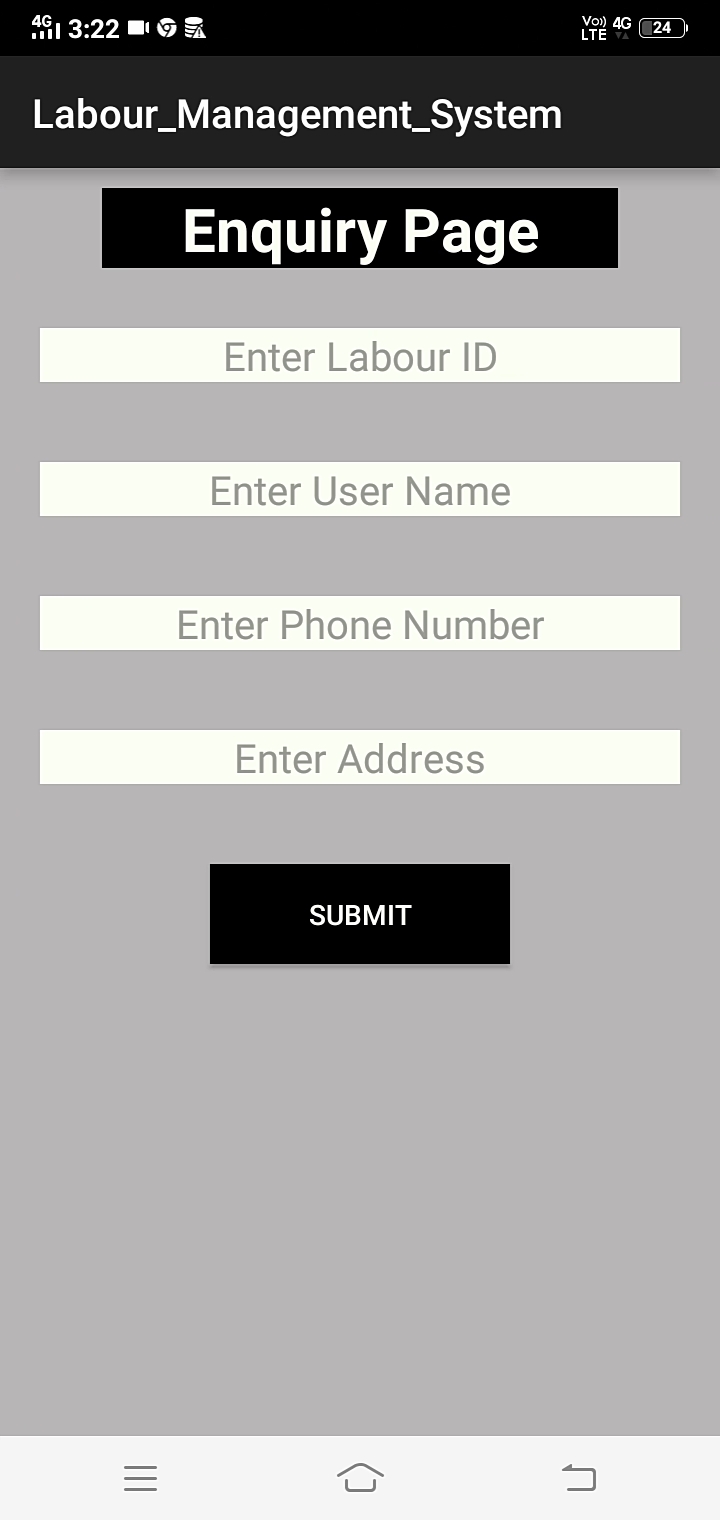 4G 3:22 Vo)) LTE 4G 24
Labour_Management_System
Enquiry Page
Enter Labour ID
Enter User Name
Enter Phone Number
Enter Address
SUBMIT